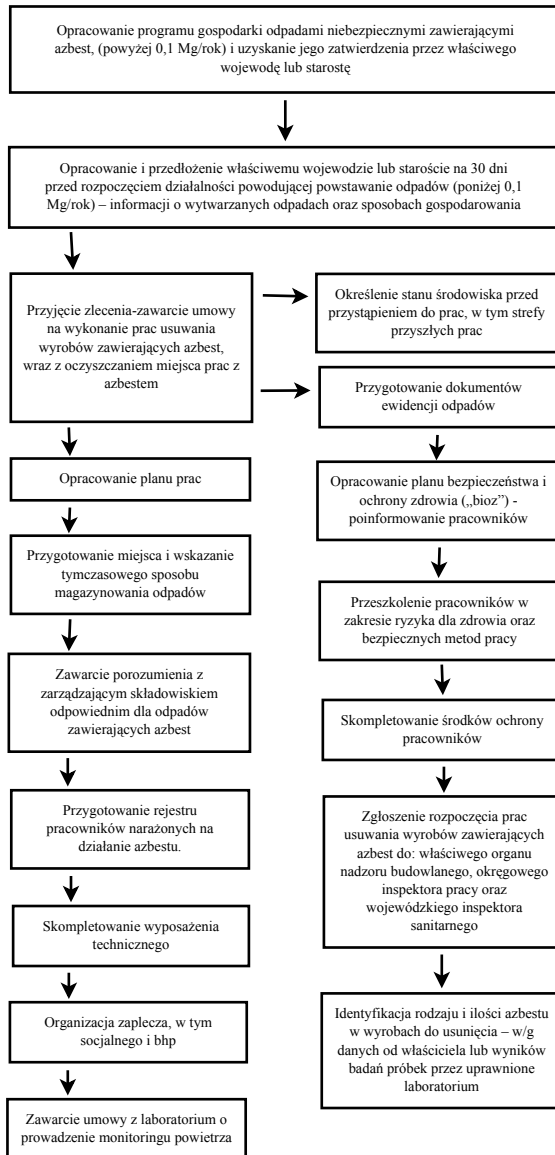 Opracowanie programu gospodarki odpadami niebezpiecznymi zawierającymi
azbest, (powyżej 0,1 Mg/rok) i uzyskanie jego zatwierdzenia przez właściwego
wojewodę lub starostę
Opracowanie i przedłożenie właściwemu wojewodzie lub staroście na 30 dni
przed rozpoczęciem działalności powodującej powstawanie odpadów (poniżej 0,1
Mg/rok) – informacji o wytwarzanych odpadach oraz sposobach gospodarowania
Przyjęcie zlecenia-zawarcie umowy
na wykonanie prac usuwania
wyrobów zawierających azbest,
wraz z oczyszczaniem miejsca prac z
azbestem
Opracowanie planu prac
Przygotowanie miejsca i wskazanie
tymczasowego sposobu
magazynowania odpadów
Zawarcie porozumienia z
zarządzającym składowiskiem
odpowiednim dla odpadów
zawierających azbest
Przygotowanie rejestru
pracowników narażonych na
działanie azbestu.
Skompletowanie wyposażenia
technicznego
Organizacja zaplecza, w tym
socjalnego i bhp
Zawarcie umowy z laboratorium o
prowadzenie monitoringu powietrza
Określenie stanu środowiska przed
przystąpieniem do prac, w tym strefy
przyszłych prac
Przygotowanie dokumentów
ewidencji odpadów
Opracowanie planu bezpieczeństwa i
ochrony zdrowia („bioz”) -
poinformowanie pracowników
Przeszkolenie pracowników w
zakresie ryzyka dla zdrowia oraz
bezpiecznych metod pracy
Skompletowanie środków ochrony
pracowników
Zgłoszenie rozpoczęcia prac
usuwania wyrobów zawierających
azbest do: właściwego organu
nadzoru budowlanego, okręgowego
inspektora pracy oraz
wojewódzkiego inspektora
sanitarnego
Identyfikacja rodzaju i ilości azbestu
w wyrobach do usunięcia – w/g
danych od właściciela lub wyników
badań próbek przez uprawnione
laboratorium